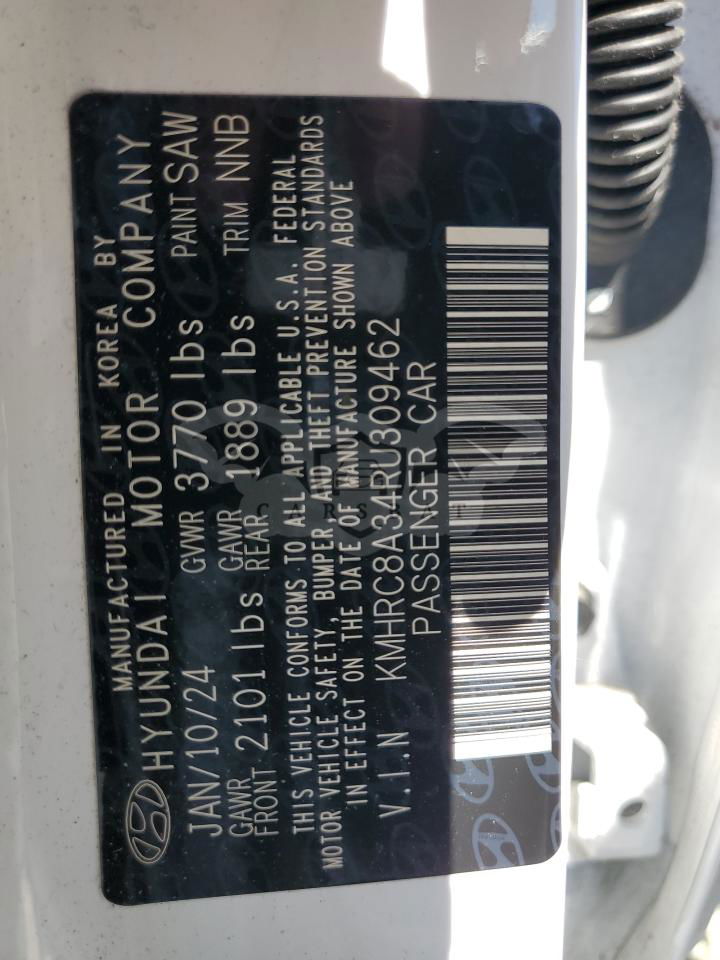 MANUFACTURED IN KOREA BY
HYUNDAI MOTOR COMPANY
JAN/10/24 GVWR 3770 lbs PAINT SAW
GAWR FRONT 2101 lbs GAWR REAR 1889 lbs TRIM NNB
THIS VEHICLE CONFORMS TO ALL APPLICABLE U.S.A. FEDERAL
MOTOR VEHICLE SAFETY, BUMPER, AND THEFT PREVENTION STANDARDS
IN EFFECT ON THE DATE OF MANUFACTURE SHOWN ABOVE
V.I.N KMHRC8A34RU309462
PASSENGER CAR